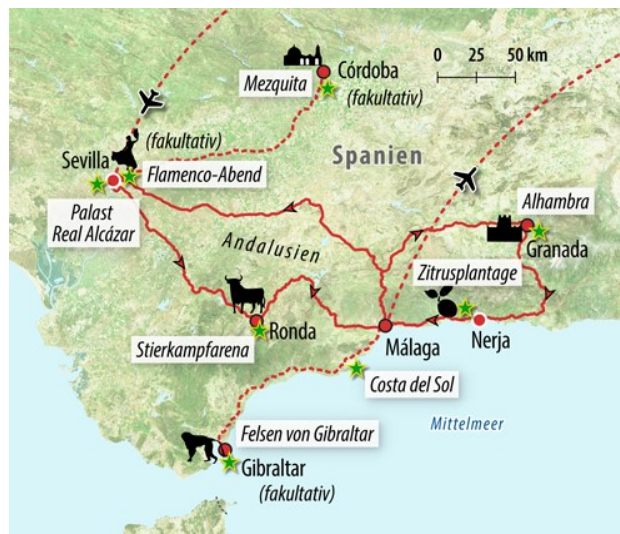 0 25 50 km
Córdoba
(fakultativ)
Mezquita
(fakultativ)
Sevilla
Flamenco-Abend
Spanien
Palast
Real Alcázar
Alhambra
Granada
Andalusien
Zitrusplantage
Stierkampfarena
Ronda
Málaga
Nerja
Costa del Sol
Mittelmeer
Felsen von Gibraltar
Gibraltar
(fakultativ)